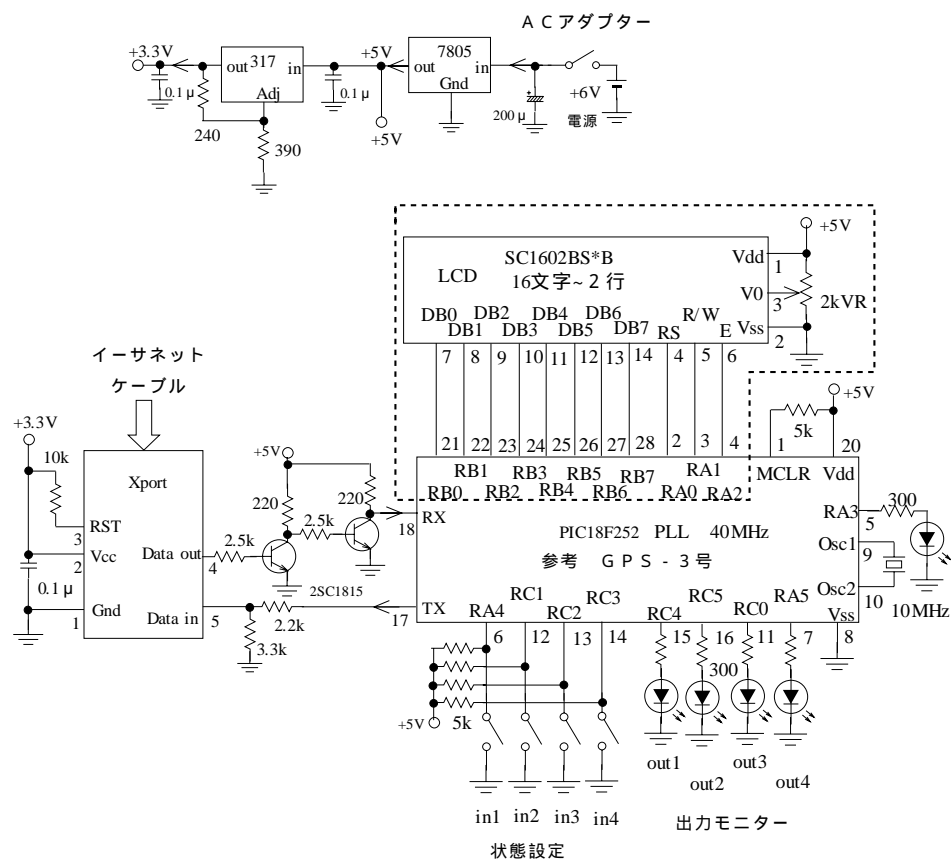 ACアダプター
+3.3V
out 317 in
Adj
0.1μ
240
390
0.1μ
+5V
+5V
7805
out in
Gnd
200μ
+
+6V
電源
+5V
SC1602BS*B
LCD 16文字~2行
Vdd
1
V0
3
Vss
2
2kVR
DB0 DB1 DB2 DB3 DB4 DB5 DB6 DB7 RS R/W E
7 8 9 10 11 12 13 14 4 5 6
イーサネット
ケーブル
+3.3V
10k
Xport
RST
3
Vcc
2
0.1μ
Gnd
1
Data out
4
Data in
5
2.5k
+5V
220
2.5k
220
2SC1815
2.2k
3.3k
21 22 23 24 25 26 27 28 2 3 4
RB0 RB1 RB2 RB3 RB4 RB5 RB6 RB7 RA0 RA1 RA2
+5V
5k
1
20
MCLR Vdd
18
RX
PIC18F252 PLL 40MHz
参考 GPS-3号
RA3
5
300
Osc1
9
Osc2
10
10MHz
Vss
8
17
TX
RA4 RC1 RC2 RC3 RC4 RC5 RC0 RA5
6 12 13 14 15 16 11 7
300
+5V
5k
out1
out2
out3
out4
in1 in2 in3 in4
出力モニター
状態設定